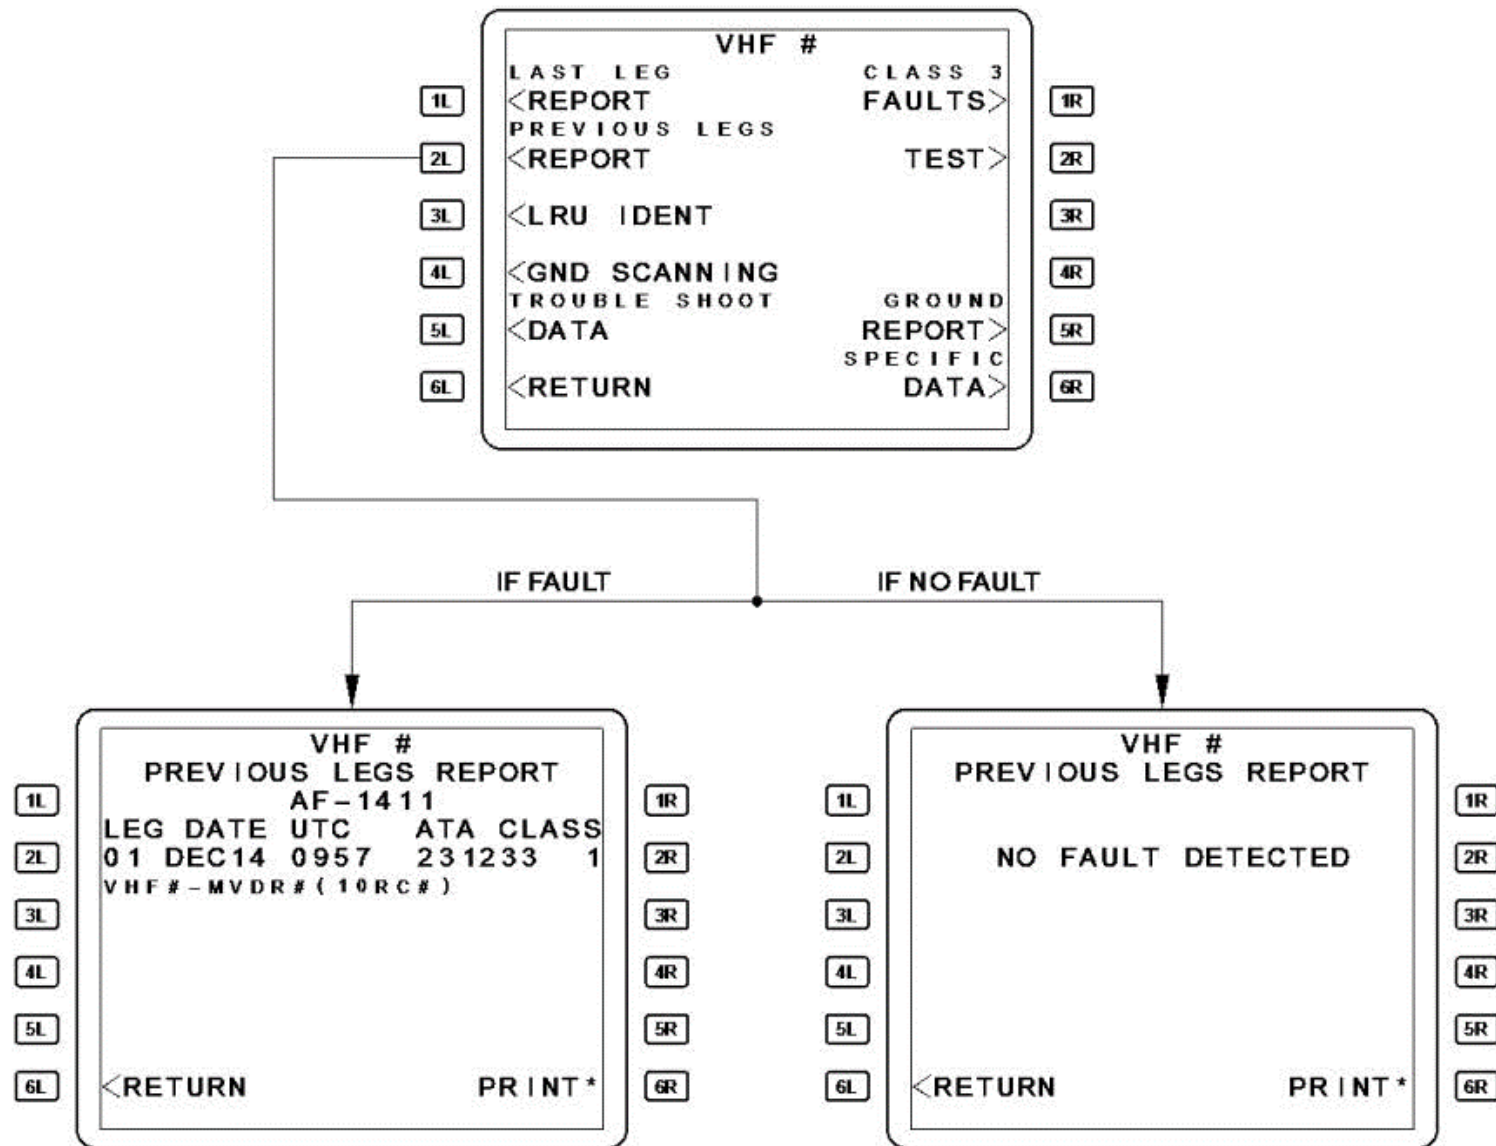 VHF #
LAST LEG CLASS 3
1L <REPORT FAULTS> 1R
PREVIOUS LEGS
2L <REPORT TEST> 2R
3L <LRU IDENT 3R
4L <GND SCANNING 4R
TROUBLE SHOOT GROUND
5L <DATA REPORT> 5R
SPECIFIC
6L <RETURN DATA> 6R
IF FAULT
IF NO FAULT
VHF #
PREVIOUS LEGS REPORT
1L AF-1411 1R
LEG DATE UTC ATA CLASS
2L 01 DEC14 0957 231233 1 2R
VHF#-MVDR#(10RC#)
3L 3R
4L 4R
5L 5R
6L <RETURN PRINT* 6R
VHF #
PREVIOUS LEGS REPORT
1L 1R
2L NO FAULT DETECTED 2R
3L 3R
4L 4R
5L 5R
6L <RETURN PRINT* 6R